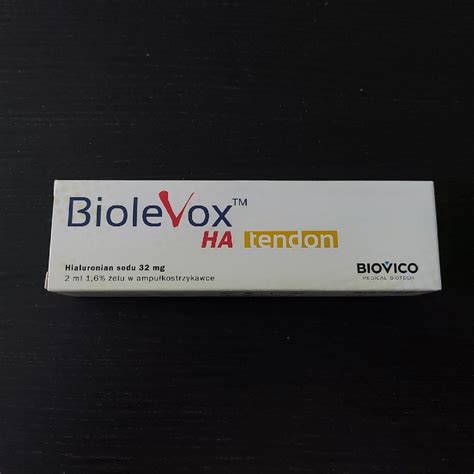 BioleVox™
HA tendon
Hialuronian sodu 32 mg
2 ml 1,6% żelu w ampułkostrzykawce
BIOVICO
MEDICAL BIOTECH